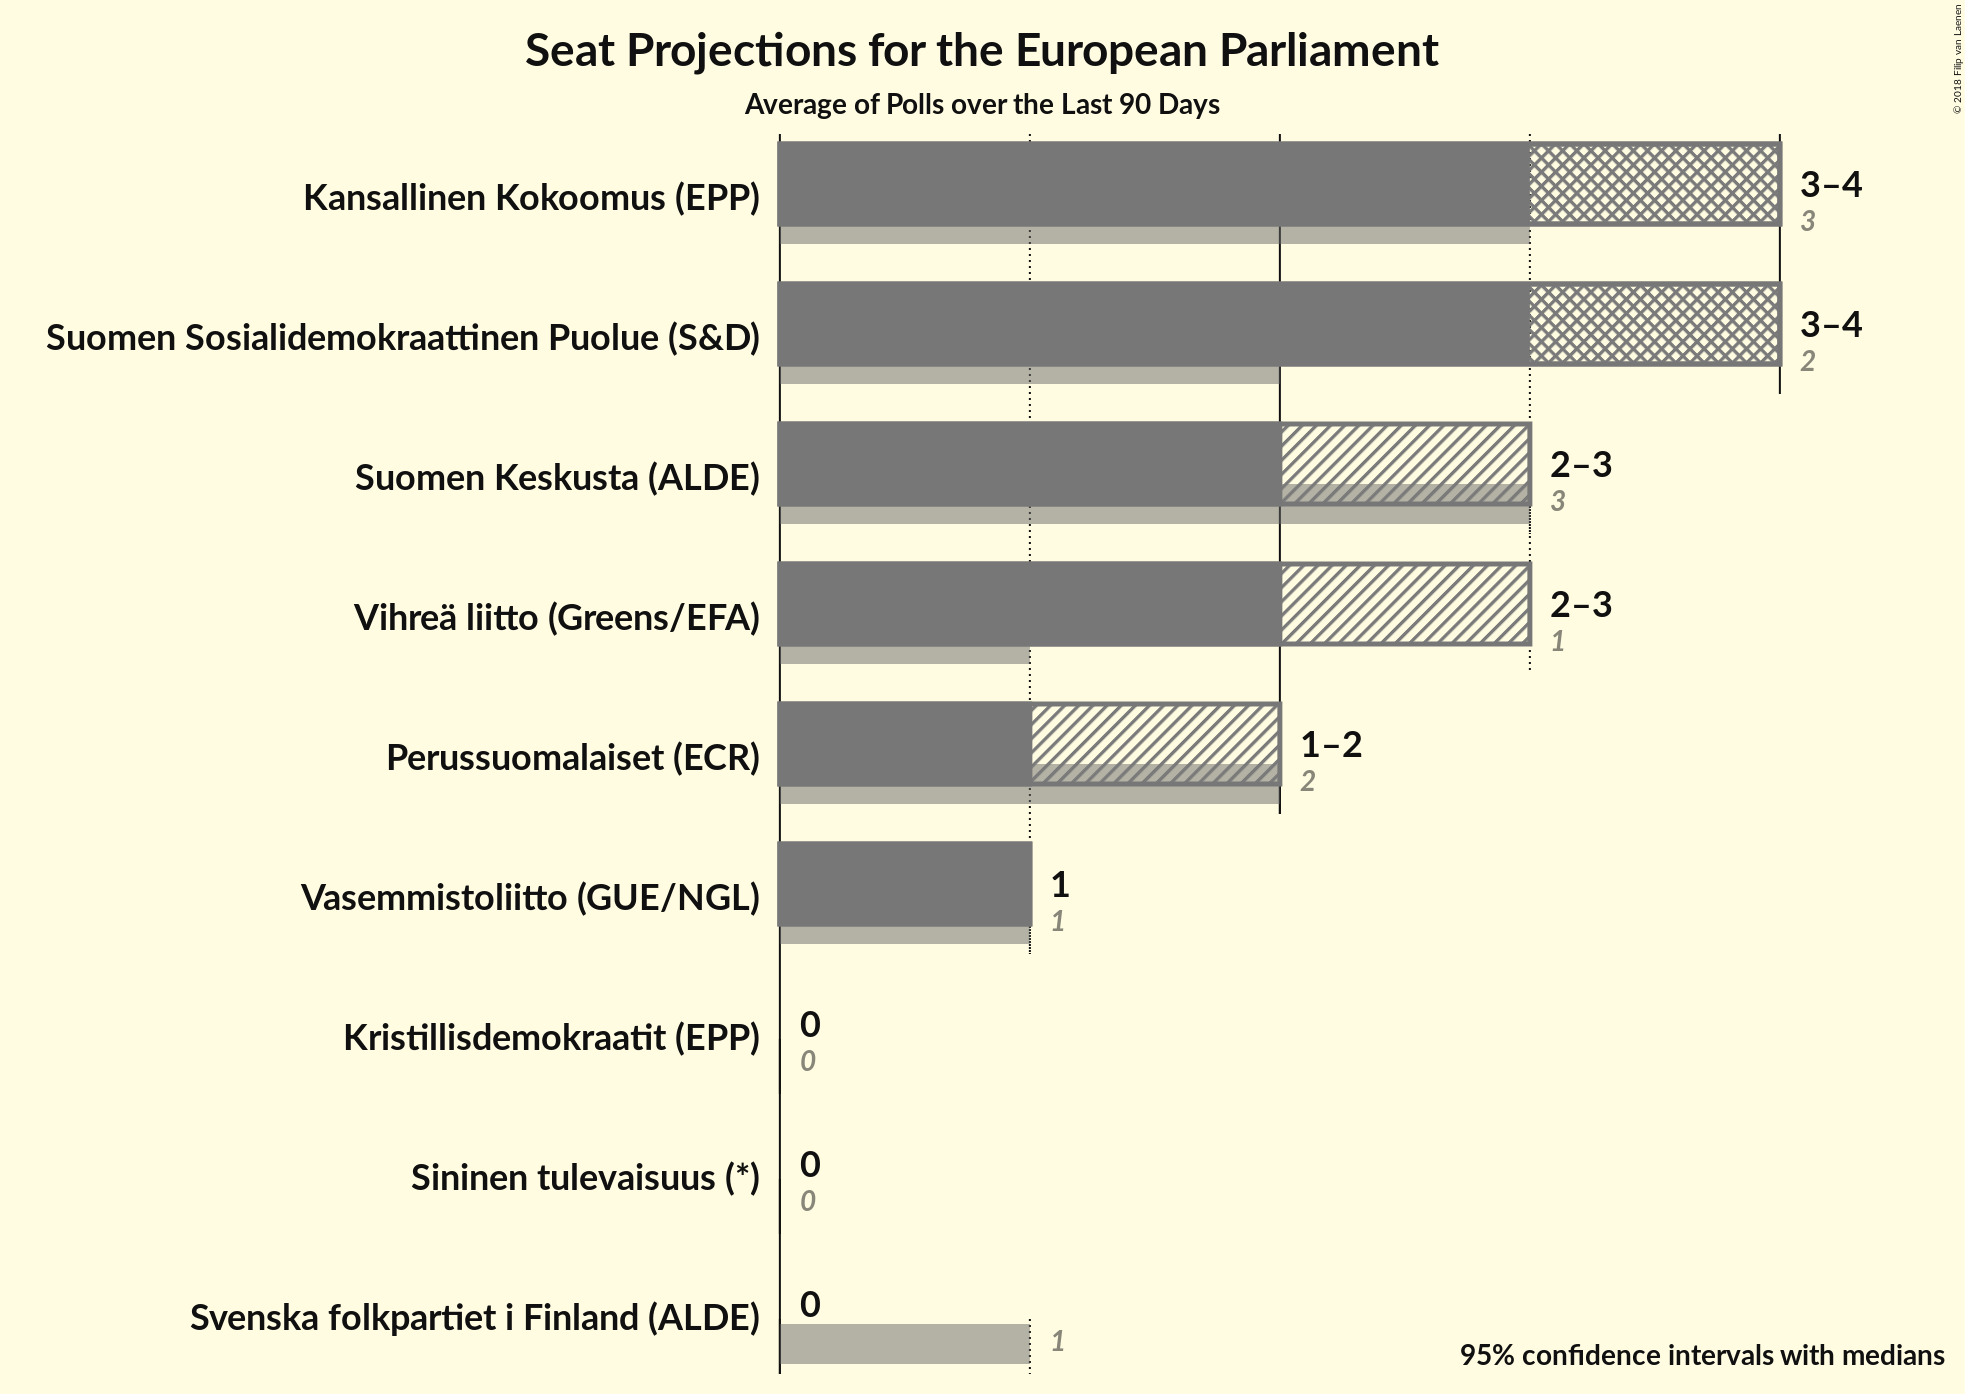 Seat Projections for the European Parliament
Average of Polls over the Last 90 Days
© 2018 Filip van Laenen
Kansallinen Kokoomus (EPP)
3–4
3
Suomen Sosialidemokraattinen Puolue (S&D)
3–4
2
Suomen Keskusta (ALDE)
2–3
3
Vihreä liitto (Greens/EFA)
2–3
1
Perussuomalaiset (ECR)
1–2
2
Vasemmistoliitto (GUE/NGL)
1
1
Kristillisdemokraatit (EPP)
0
0
Sininen tulevaisuus (*)
0
0
Svenska folkpartiet i Finland (ALDE)
0
1
95% confidence intervals with medians